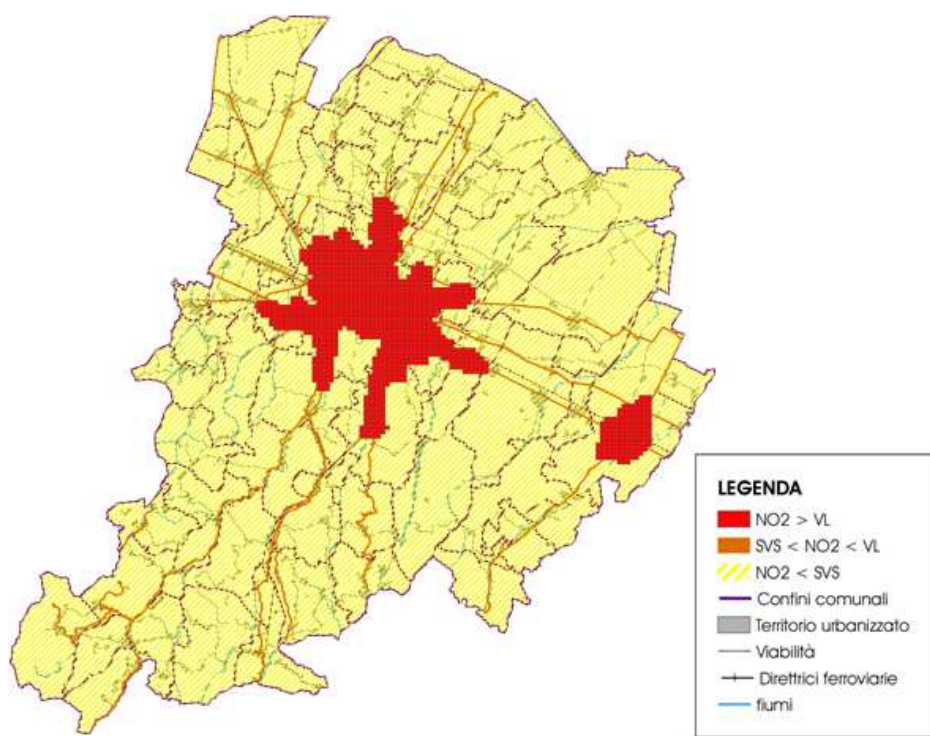 LEGENDA
NO2 > VL
SVS < NO2 < VL
NO2 < SVS
Confini comunali
Territorio urbanizzato
Viabilità
Direttrici ferroviarie
fiumi